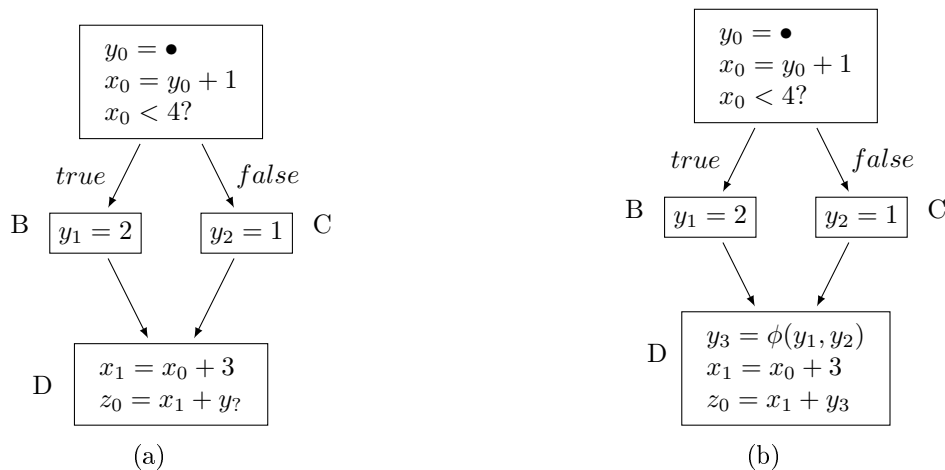 y₀ = •
x₀ = y₀ + 1
x₀ < 4?
true
false
B
y₁ = 2
y₂ = 1
C
D
x₁ = x₀ + 3
z₀ = x₁ + y?
(a)
y₀ = •
x₀ = y₀ + 1
x₀ < 4?
true
false
B
y₁ = 2
y₂ = 1
C
D
y₃ = ϕ(y₁, y₂)
x₁ = x₀ + 3
z₀ = x₁ + y₃
(b)